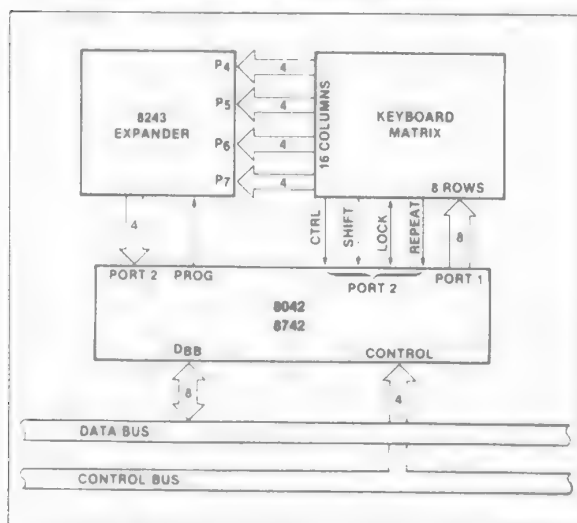 8243
EXPANDER
P4
P5
P6
P7
4
4
4
4
16 COLUMNS
KEYBOARD
MATRIX
8 ROWS
4
CTRL
SHIFT
LOCK
REPEAT
8
PORT 2
PROG
PORT 2
PORT 1
8042
8742
DBB
CONTROL
8
4
DATA BUS
CONTROL BUS